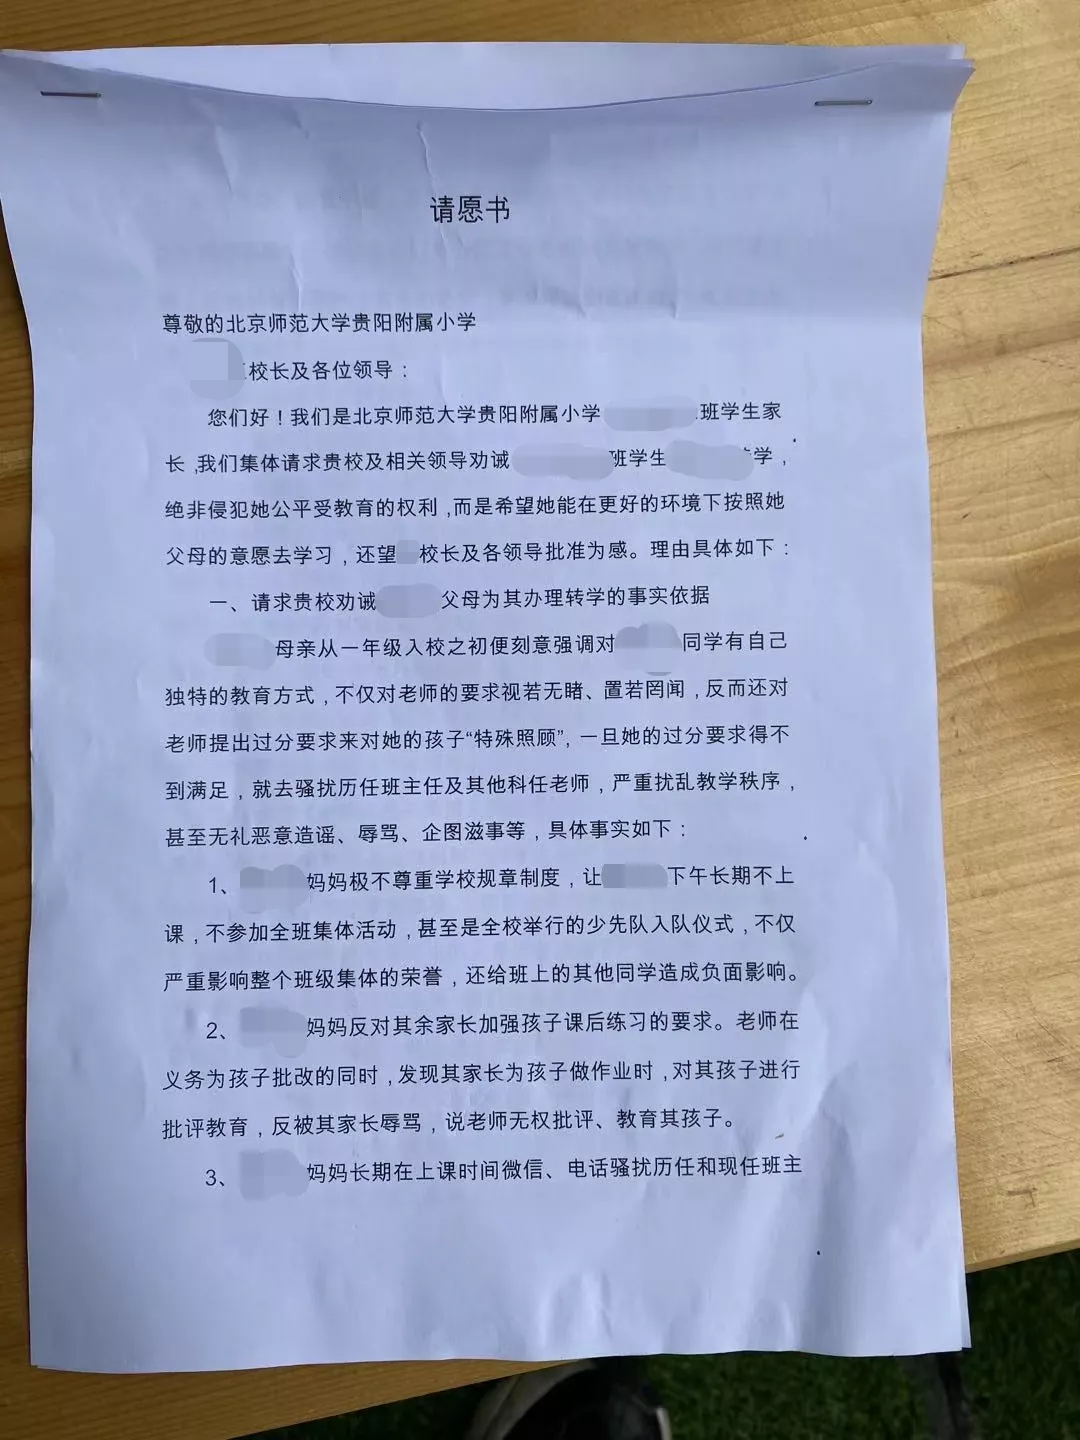 请愿书
尊敬的北京师范大学贵阳附属小学
校长及各位领导：
您们好！我们是北京师范大学贵阳附属小学班学生家
长，我们集体请求贵校及相关领导劝诫班学生学，
绝非侵犯她公平受教育的权利，而是希望她能在更好的环境下按照她
父母的意愿去学习，还望校长及各领导批准为感。理由具体如下：
一、请求贵校劝诫父母为其办理转学的事实依据
母亲从一年级入校之初便刻意强调对同学有自己
独特的教育方式，不仅对老师的要求视若无睹、置若罔闻，反而还对
老师提出过分要求来对她的孩子“特殊照顾”，一旦她的过分要求得不
到满足，就去骚扰历任班主任及其他科任老师，严重扰乱教学秩序，
甚至无礼恶意造谣、辱骂、企图滋事等，具体事实如下：
1、妈妈极不尊重学校规章制度，让下午长期不上
课，不参加全班集体活动，甚至是全校举行的少先队入队仪式，不仅
严重影响整个班级集体的荣誉，还给班上的其他同学造成负面影响。
2、妈妈反对其余家长加强孩子课后练习的要求。老师在
义务为孩子批改的同时，发现其家长为孩子做作业时，对其孩子进行
批评教育，反被其家长辱骂，说老师无权批评、教育其孩子。
3、妈妈长期在上课时间微信、电话骚扰历任和现任班主